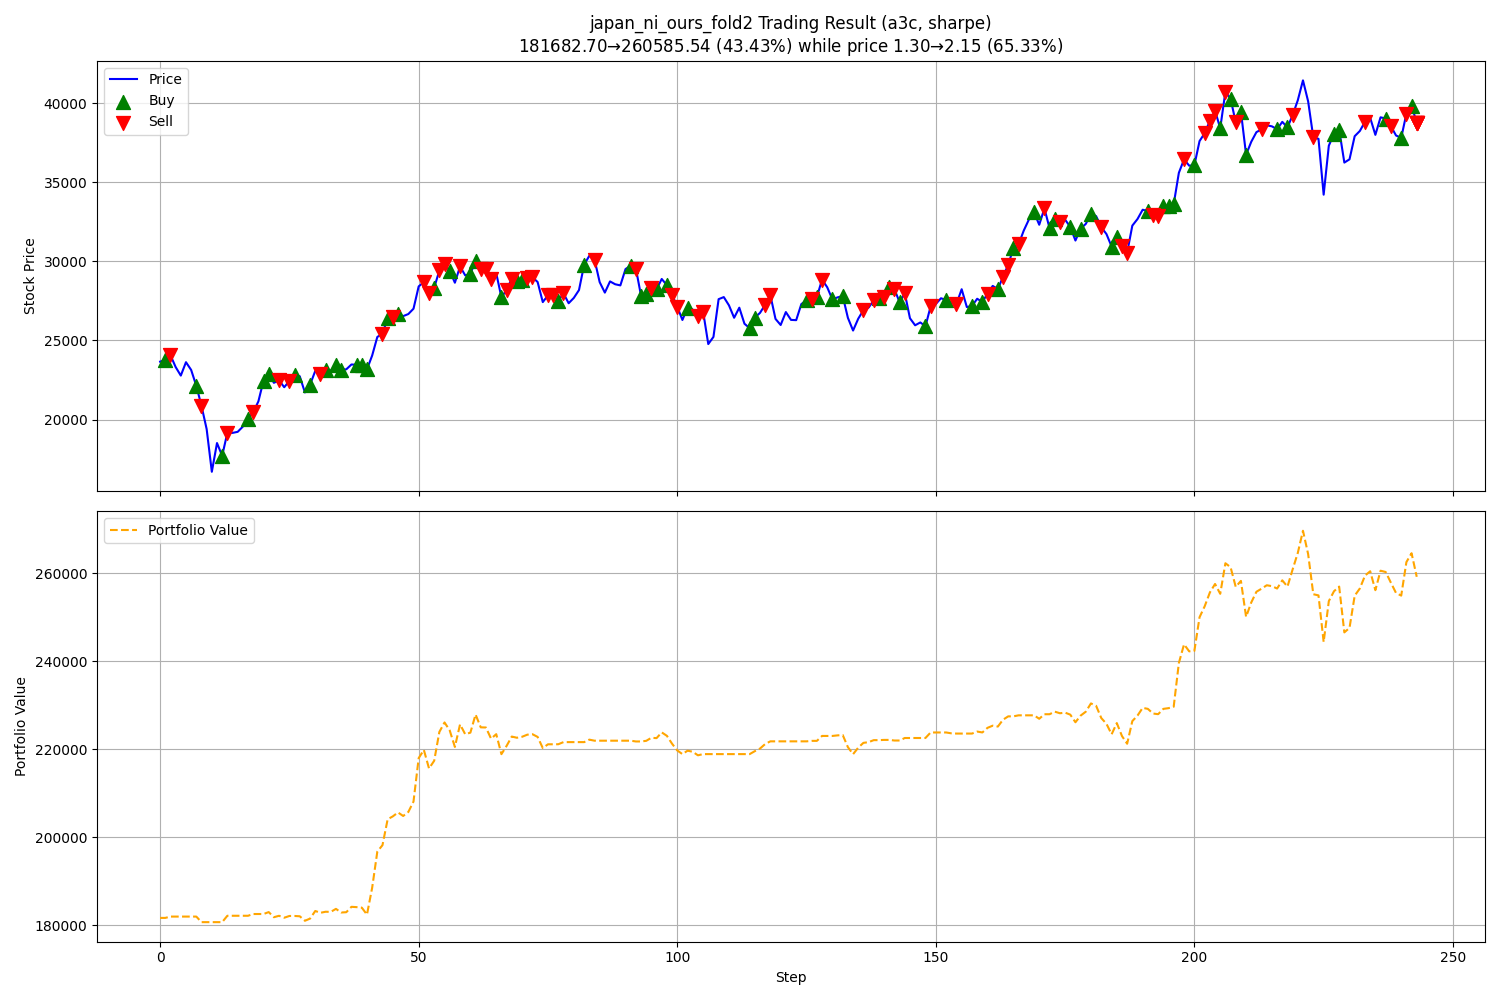 japan_ni_ours_fold2 Trading Result (a3c, sharpe)
181682.70→260585.54 (43.43%) while price 1.30→2.15 (65.33%)
Price
Buy
Sell
Stock Price
40000
35000
30000
25000
20000
Portfolio Value
Portfolio Value
260000
240000
220000
200000
180000
0
50
100
150
200
250
Step